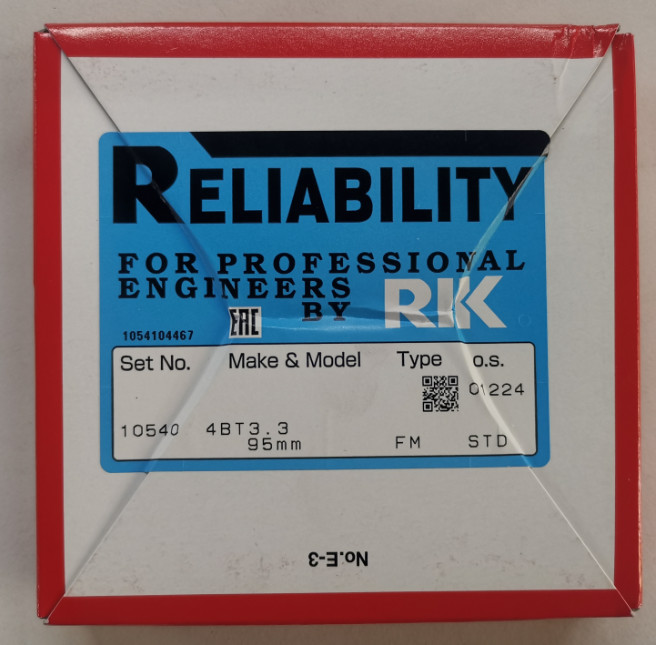 RELIABILITY
FOR PROFESSIONAL
ENGINEERS
BY RIK
EAC
1054104467
Set No. Make & Model Type o.s.
01224
10540 4BT3.3
95mm FM STD
No.E-3